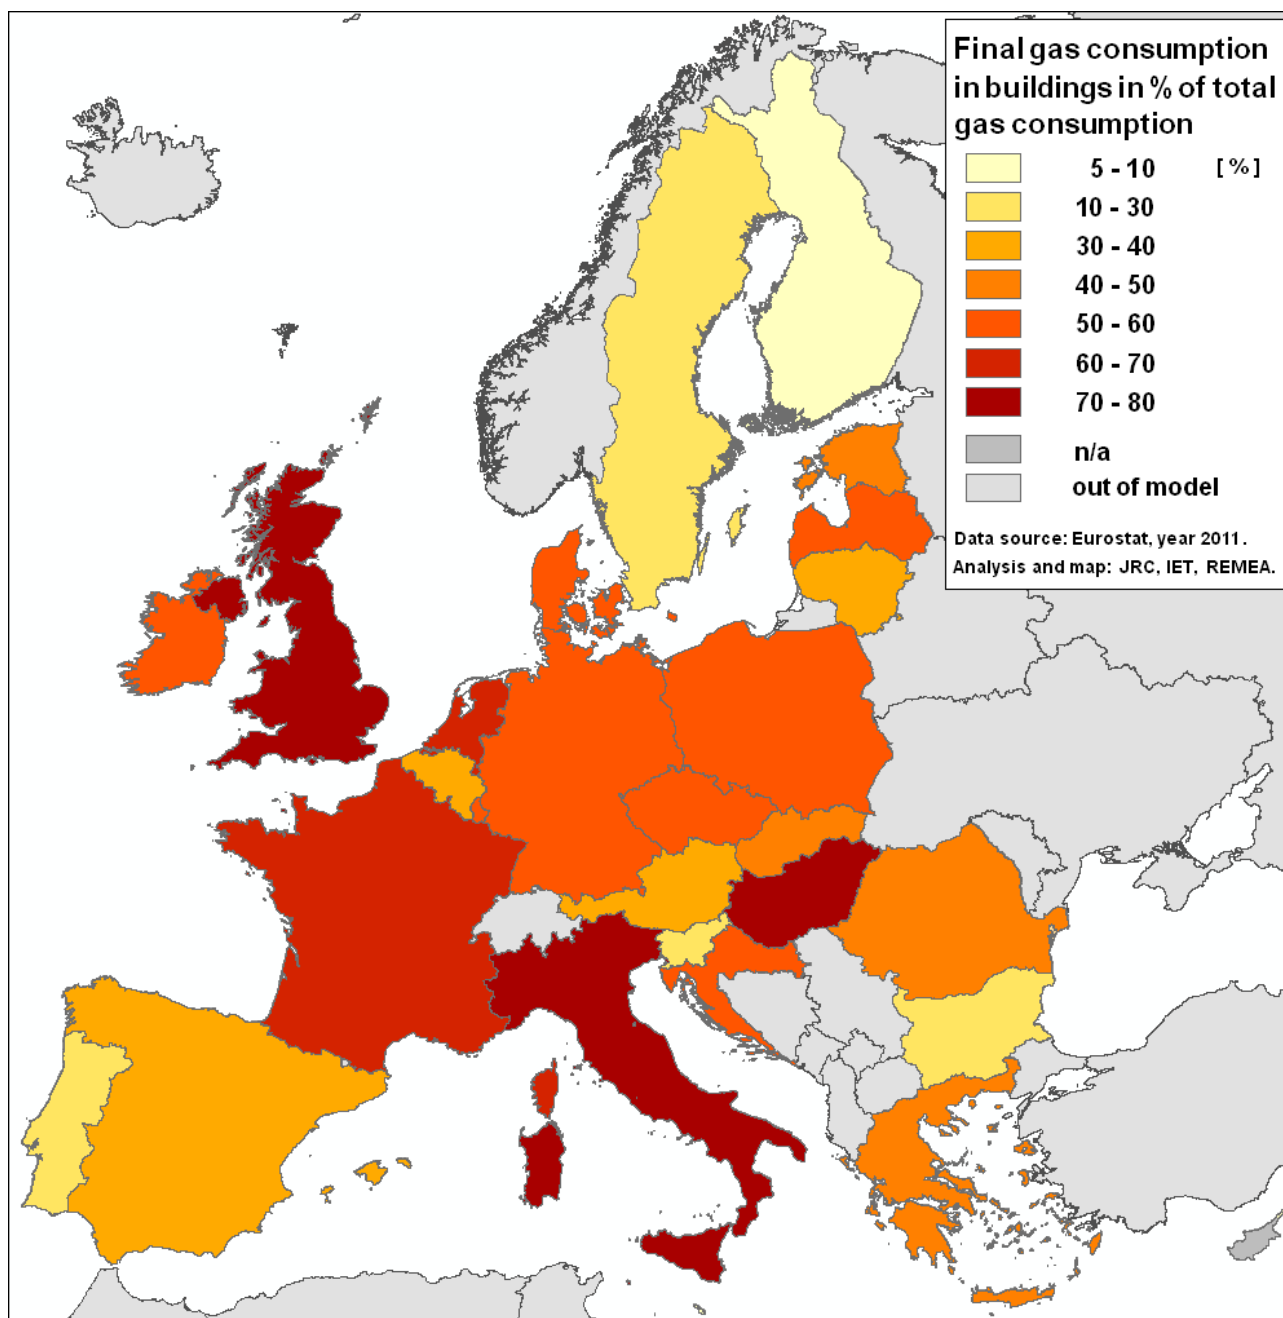 Final gas consumption
in buildings in % of total
gas consumption
5 - 10 [ % ]
10 - 30
30 - 40
40 - 50
50 - 60
60 - 70
70 - 80
n/a
out of model
Data source: Eurostat, year 2011.
Analysis and map: JRC, IET, REMEA.